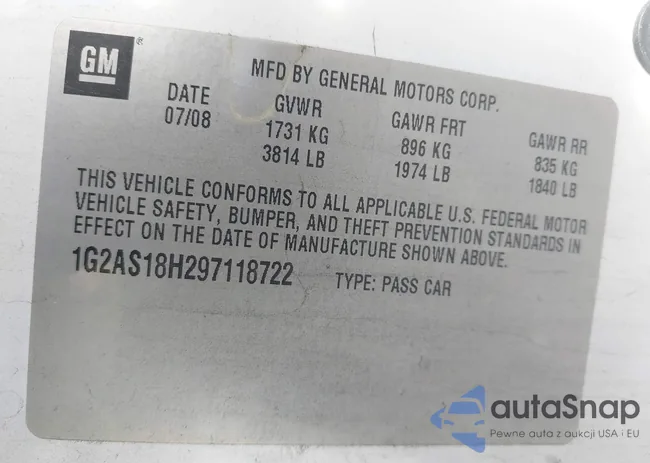 GM
MFD BY GENERAL MOTORS CORP.
DATE GVWR GAWR FRT GAWR RR
07/08 1731 KG 896 KG 835 KG
3814 LB 1974 LB 1840 LB
THIS VEHICLE CONFORMS TO ALL APPLICABLE U.S. FEDERAL MOTOR
VEHICLE SAFETY, BUMPER, AND THEFT PREVENTION STANDARDS IN
EFFECT ON THE DATE OF MANUFACTURE SHOWN ABOVE.
1G2AS18H297118722 TYPE: PASS CAR
autaSnap
Pewne auta z aukcji USA i EU